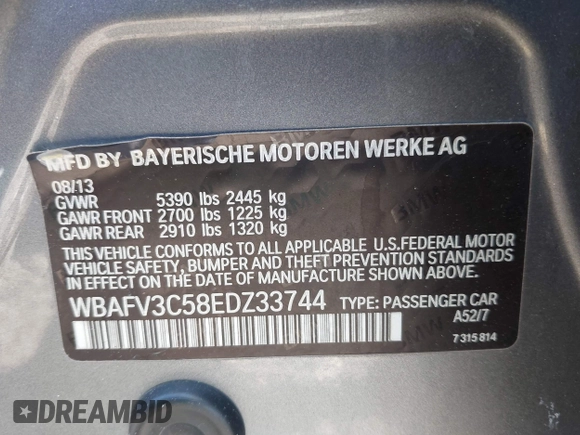 MFD BY BAYERISCHE MOTOREN WERKE AG
08/13
GVWR 5390 lbs 2445 kg
GAWR FRONT 2700 lbs 1225 kg
GAWR REAR 2910 lbs 1320 kg
THIS VEHICLE CONFORMS TO ALL APPLICABLE U.S.FEDERAL MOTOR
VEHICLE SAFETY, BUMPER AND THEFT PREVENTION STANDARDS
IN EFFECT ON THE DATE OF MANUFACTURE SHOWN ABOVE.
WBAFV3C58EDZ33744 TYPE: PASSENGER CAR
A52/7
7 315 814
DREAMBID